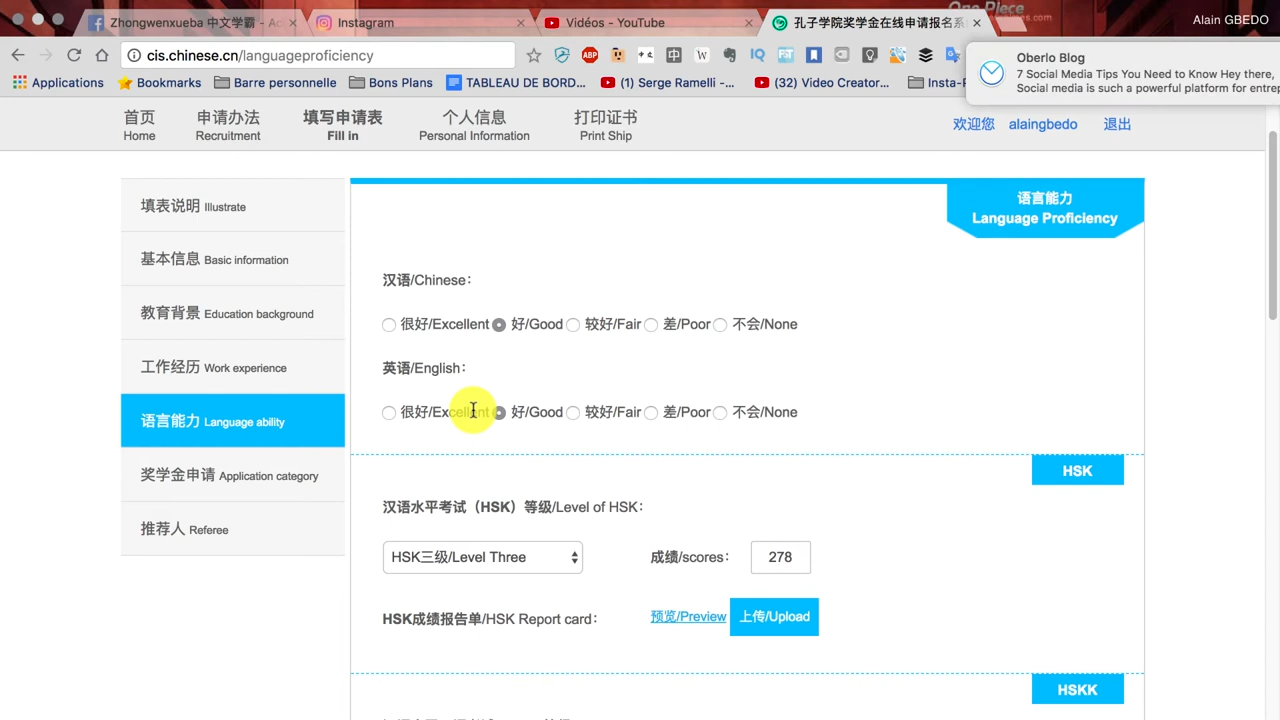 One Piece
Zhongwenxueba 中文学霸 - Ac
Instagram
Vidéos - YouTube
孔子学院奖学金在线申请报名系
Alain GBEDO
cis.chinese.cn/languageproficiency
Oberlo Blog
7 Social Media Tips You Need to Know Hey there,
Social media is such a powerful platform for entrep
Applications
Bookmarks
Barre personnelle
Bons Plans
TABLEAU DE BORD...
(1) Serge Ramelli -...
(32) Video Creator...
Insta-F
首页 申请办法 填写申请表 个人信息 打印证书
Home Recruitment Fill in Personal Information Print Ship
欢迎您 alaingbedo 退出
填表说明 Illustrate
基本信息 Basic information
教育背景 Education background
工作经历 Work experience
语言能力 Language ability
奖学金申请 Application category
推荐人 Referee
语言能力
Language Proficiency
汉语/Chinese：
很好/Excellent 好/Good 较好/Fair 差/Poor 不会/None
英语/English：
很好/Excellent 好/Good 较好/Fair 差/Poor 不会/None
HSK
汉语水平考试（HSK）等级/Level of HSK：
HSK三级/Level Three 成绩/scores： 278
HSK成绩报告单/HSK Report card： 预览/Preview 上传/Upload
HSKK